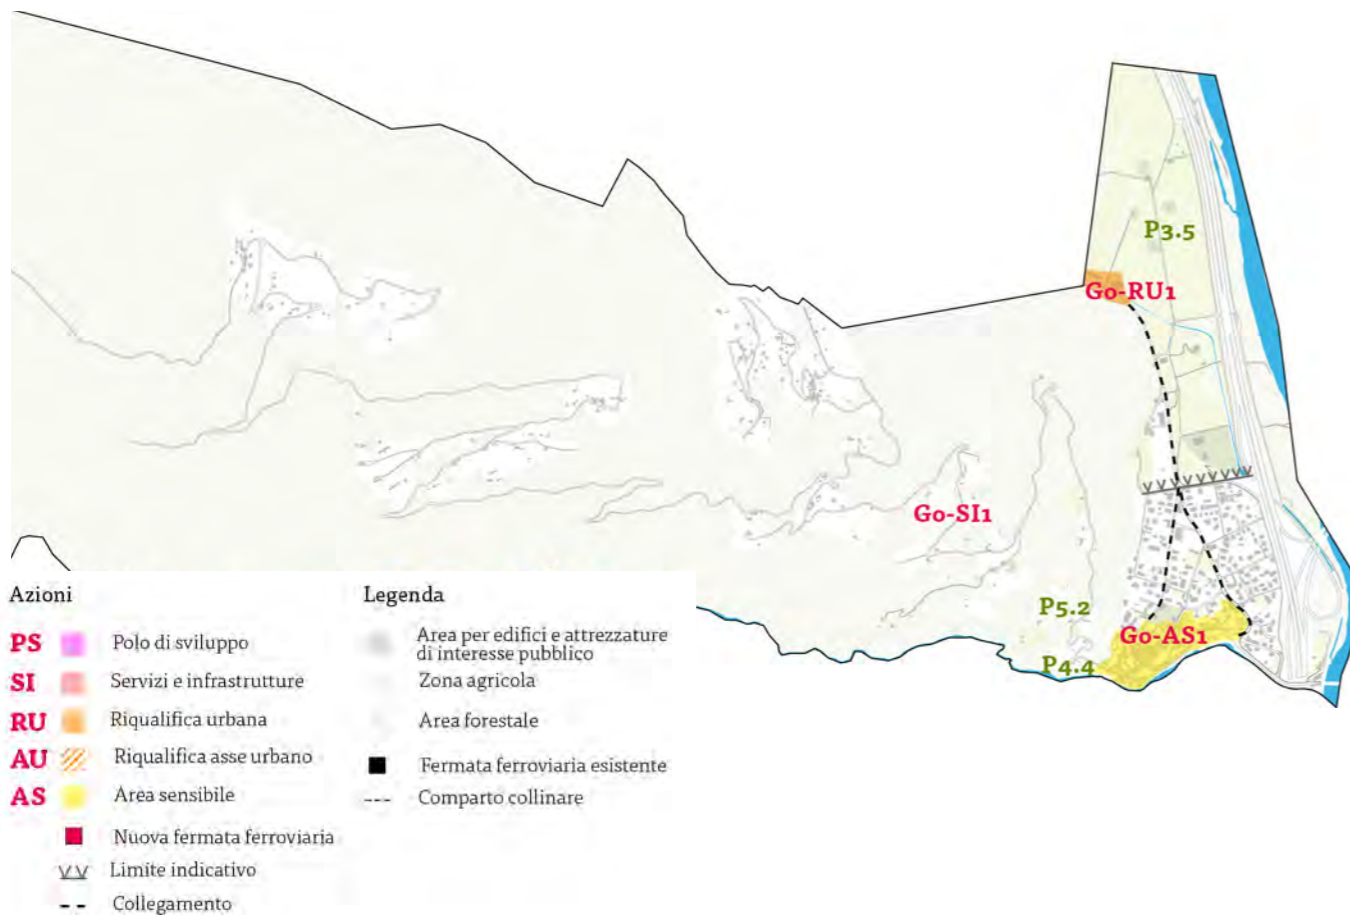 P3.5
Go-RU1
Go-SI1
P5.2
Go-AS1
P4.4
Azioni
PS Polo di sviluppo
SI Servizi e infrastrutture
RU Riqualifica urbana
AU Riqualifica asse urbano
AS Area sensibile
Nuova fermata ferroviaria
Limite indicativo
Collegamento
Legenda
Area per edifici e attrezzature
di interesse pubblico
Zona agricola
Area forestale
Fermata ferroviaria esistente
Comparto collinare